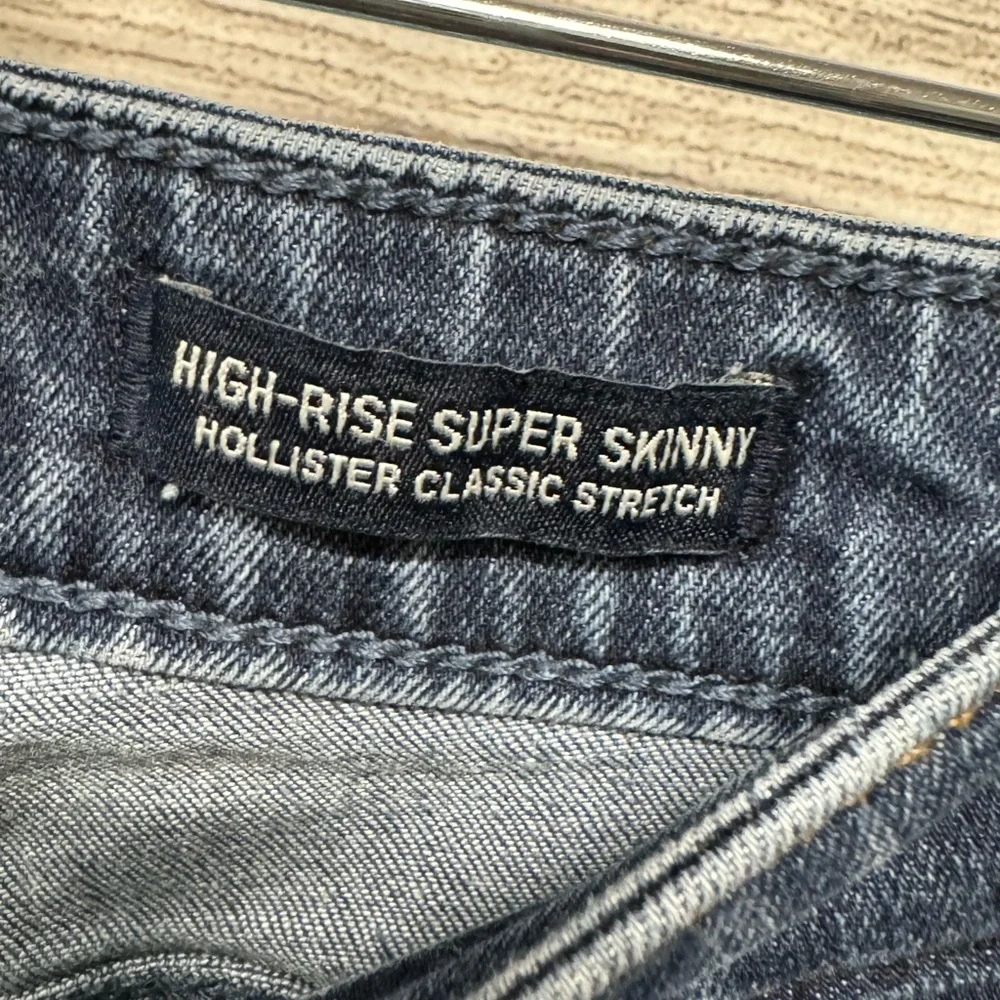 HIGH-RISE SUPER SKINNY
HOLLISTER CLASSIC STRETCH